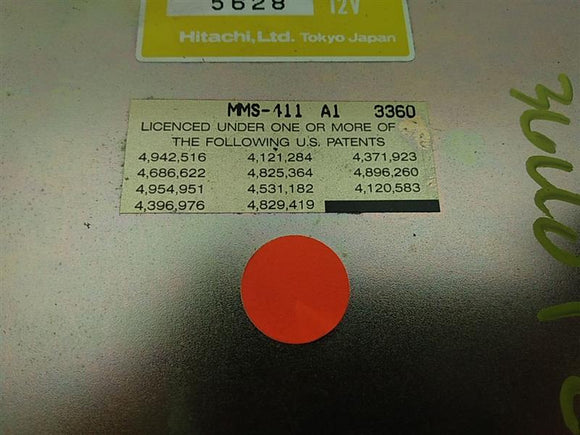 5628 12V
Hitachi, Ltd. Tokyo Japan
MMS-411 A1 3360
LICENCED UNDER ONE OR MORE OF
THE FOLLOWING U.S. PATENTS
4,942,516 4,121,284 4,371,923
4,686,622 4,825,364 4,896,260
4,954,951 4,531,182 4,120,583
4,396,976 4,829,419